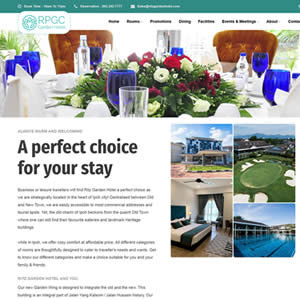 Book Now - How To Pay
Reservation
RPGC
Garden Hotel
Home
Rooms
Promotions
Dining
Facilities
Events & Meetings
About
ALWAYS WARM AND WELCOMING
A perfect choice
for your stay
Business or leisure travellers will find Ritz Garden Hotel a perfect choice as
we are strategically located in the heart of Ipoh city! Centralised between Old
and New Town, we are easily accessible to most commercial addresses and
tourist spots. Yet, the old charm of Ipoh beckons from the quaint Old Town
where one can still find their favourite eateries and landmark Heritage
buildings.
While in Ipoh, we offer stay comfort at affordable price. All different categories
of rooms are thoughtfully designed to cater to traveller's needs and wants. Get
to know our different categories and make a choice suitable for you and your
family & friends.
RITZ GARDEN HOTEL AND YOU
Our new Garden Wing is designed to integrate the old and the new. This
building is an integral part of Jalan Yang Kalsom / Jalan Hussein history. Our